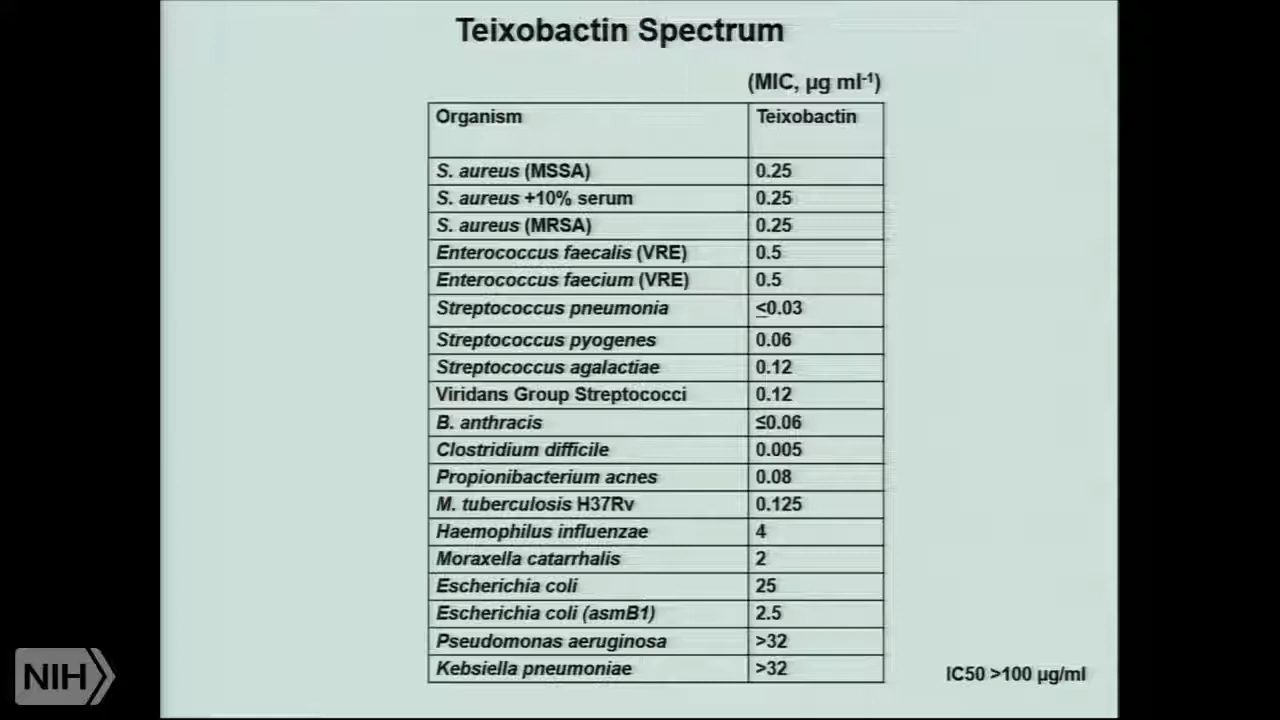 Teixobactin Spectrum
(MIC, µg ml-1)
Organism Teixobactin
S. aureus (MSSA) 0.25
S. aureus +10% serum 0.25
S. aureus (MRSA) 0.25
Enterococcus faecalis (VRE) 0.5
Enterococcus faecium (VRE) 0.5
Streptococcus pneumonia ≤0.03
Streptococcus pyogenes 0.06
Streptococcus agalactiae 0.12
Viridans Group Streptococci 0.12
B. anthracis ≤0.06
Clostridium difficile 0.005
Propionibacterium acnes 0.08
M. tuberculosis H37Rv 0.125
Haemophilus influenzae 4
Moraxella catarrhalis 2
Escherichia coli 25
Escherichia coli (asmB1) 2.5
Pseudomonas aeruginosa >32
Kebsiella pneumoniae >32
IC50 >100 µg/ml
NIH